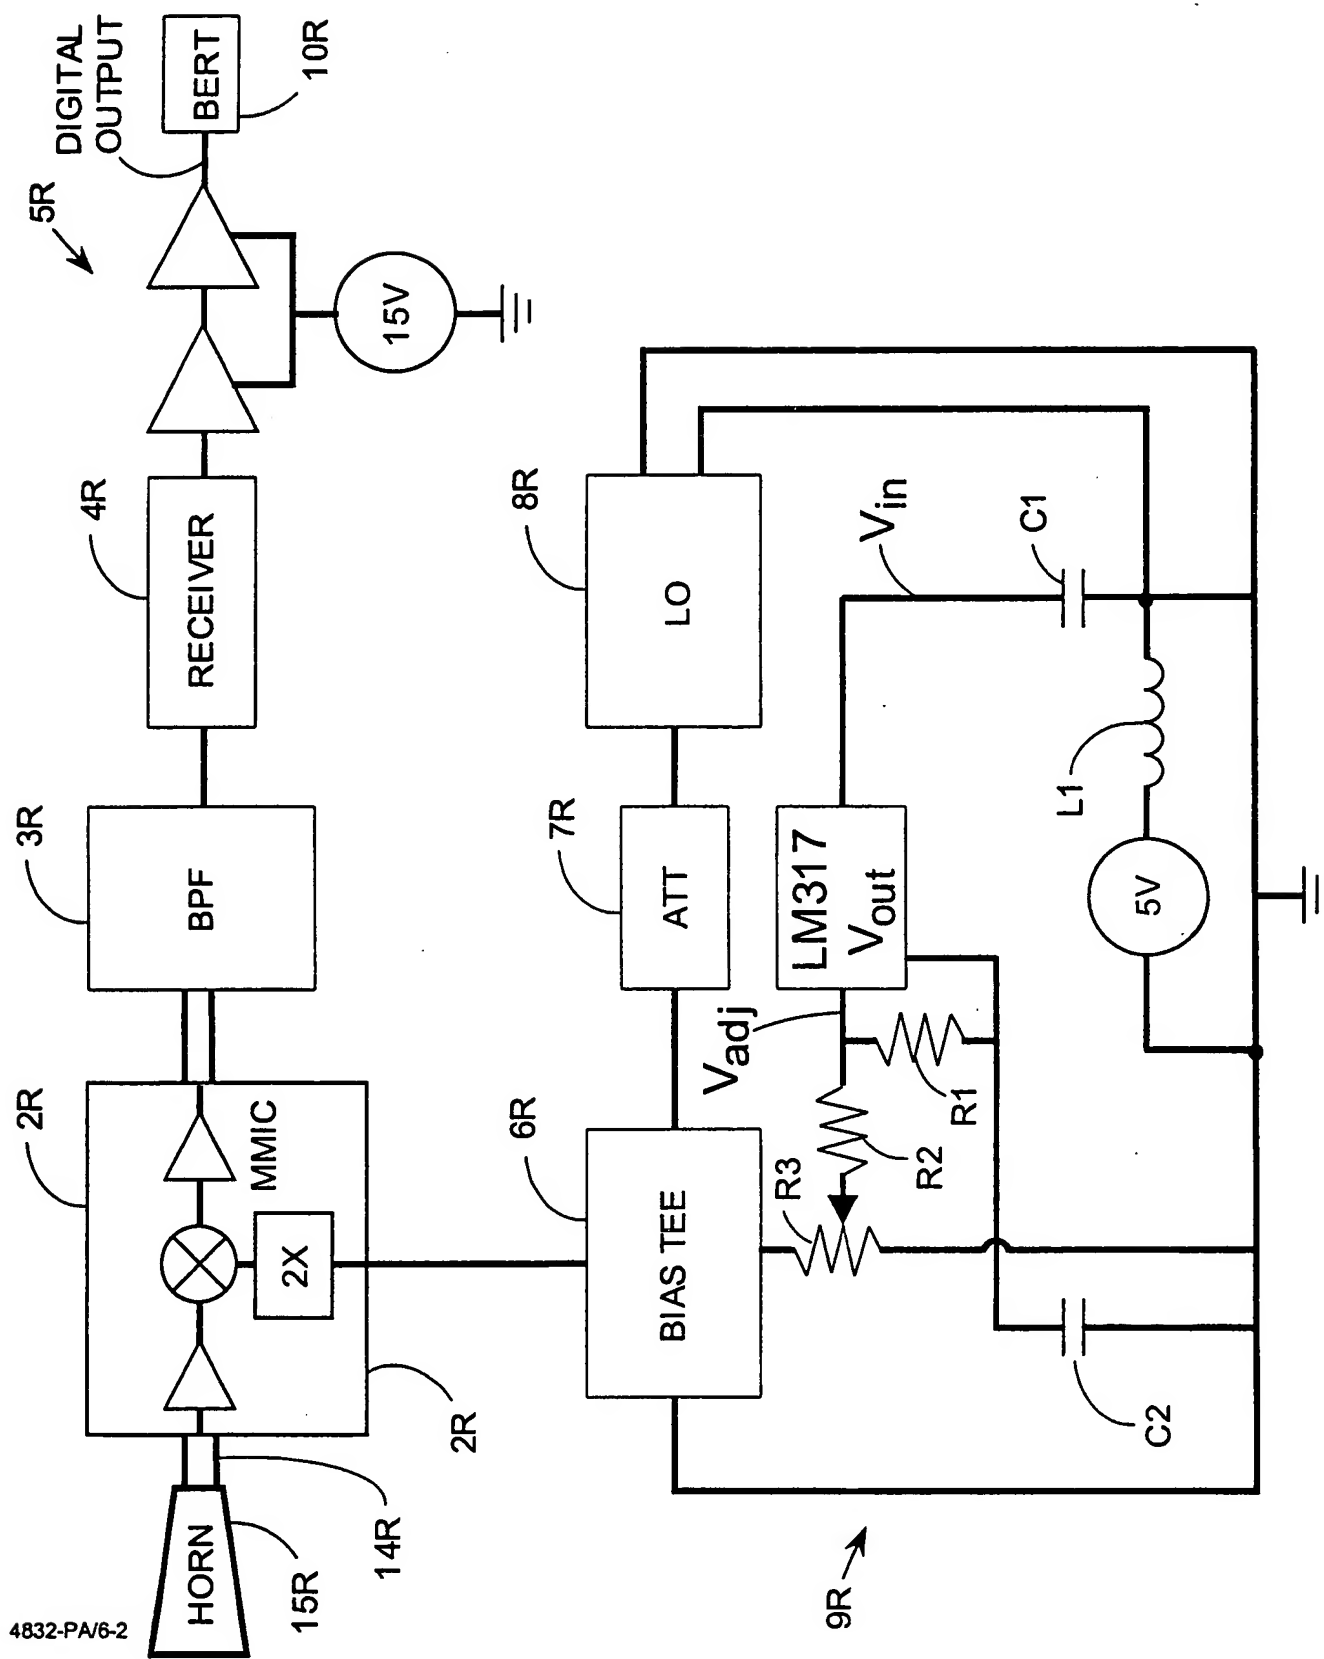 4832-PA/6-2
HORN
15R
14R
2R
2R
MMIC
2X
3R
BPF
4R
RECEIVER
5R
DIGITAL
OUTPUT
BERT
10R
15V
6R
BIAS TEE
7R
ATT
8R
LO
9R
R3
R2
R1
Vadj
LM317
Vout
Vin
C1
L1
5V
C2